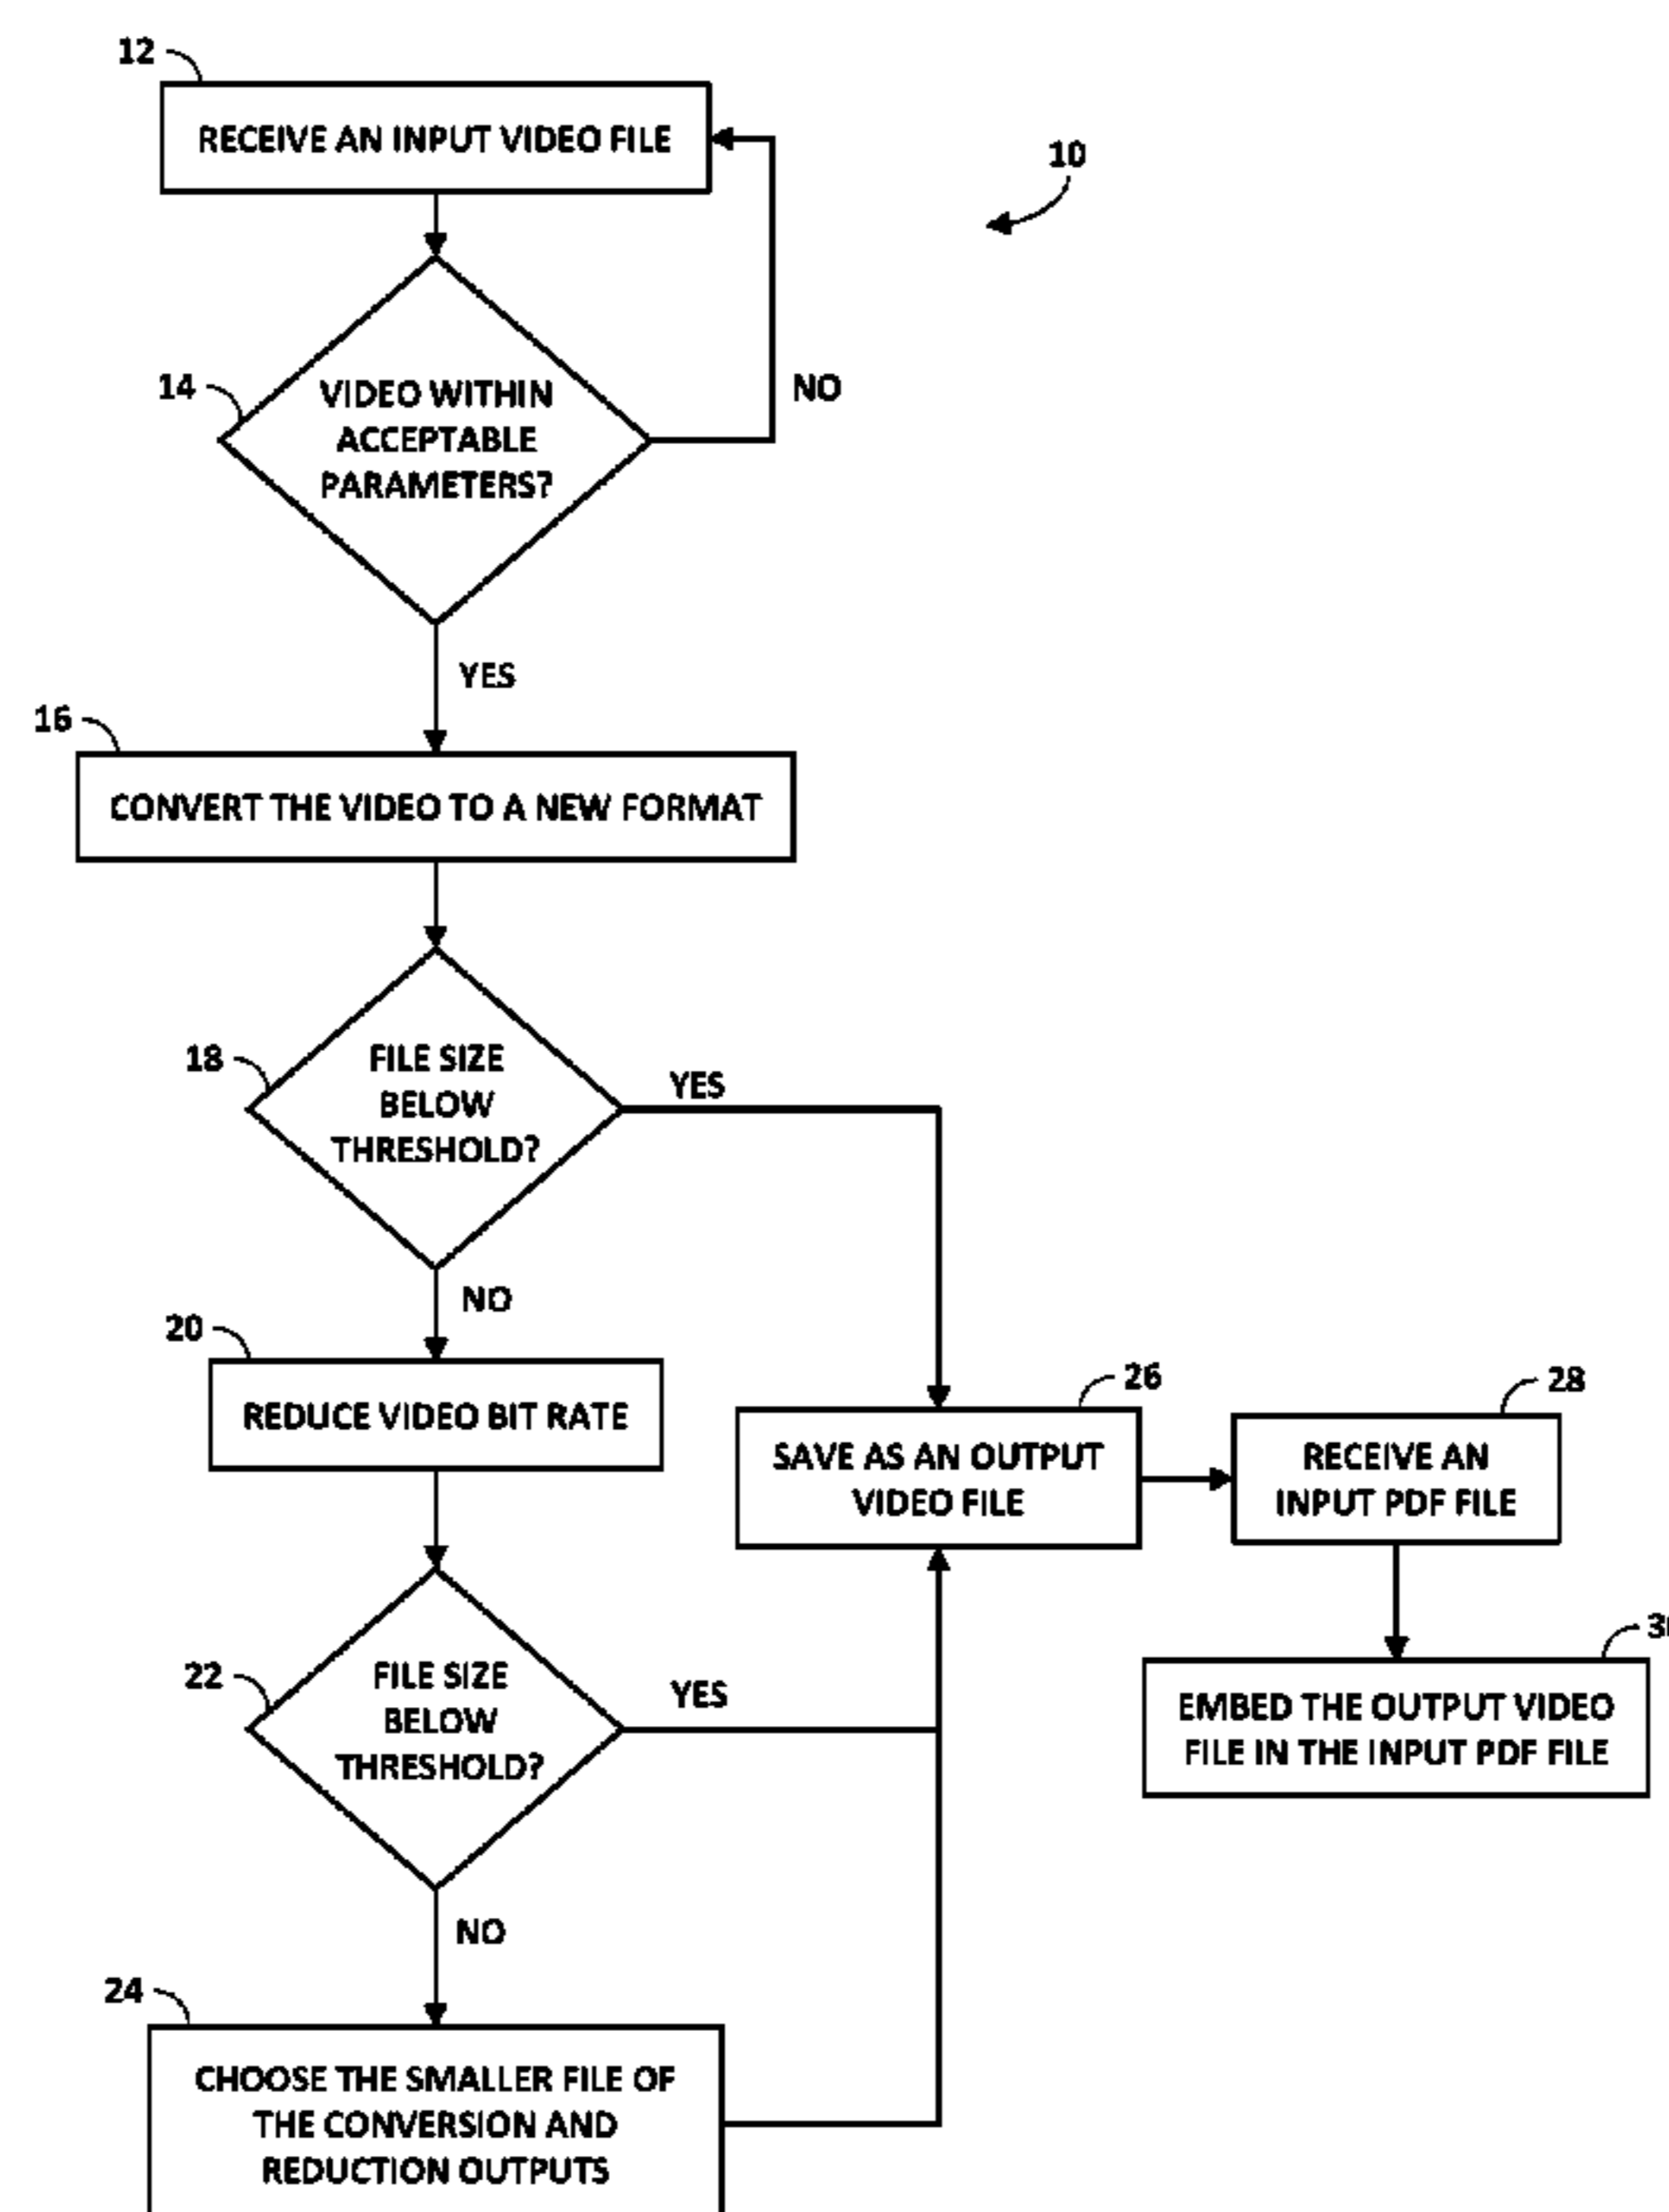 12
RECEIVE AN INPUT VIDEO FILE
10
14
VIDEO WITHIN
ACCEPTABLE
PARAMETERS?
NO
YES
16
CONVERT THE VIDEO TO A NEW FORMAT
18
FILE SIZE
BELOW
THRESHOLD?
YES
NO
20
REDUCE VIDEO BIT RATE
26
SAVE AS AN OUTPUT
VIDEO FILE
28
RECEIVE AN
INPUT PDF FILE
22
FILE SIZE
BELOW
THRESHOLD?
YES
EMBED THE OUTPUT VIDEO
FILE IN THE INPUT PDF FILE
NO
24
CHOOSE THE SMALLER FILE OF
THE CONVERSION AND
REDUCTION OUTPUTS